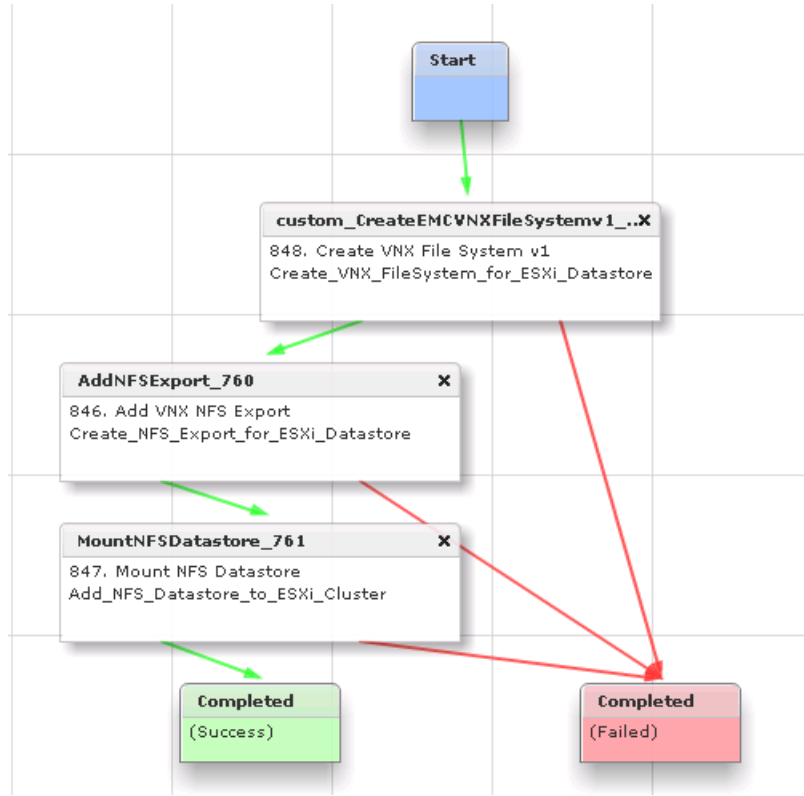 Start
custom_CreateEMCVNXFileSystemv1_..X
848. Create VNX File System v1
Create_VNX_FileSystem_for_ESXi_Datastore
AddNFSExport_760 X
846. Add VNX NFS Export
Create_NFS_Export_for_ESXi_Datastore
MountNFSDatastore_761 X
847. Mount NFS Datastore
Add_NFS_Datastore_to_ESXi_Cluster
Completed
(Success)
Completed
(Failed)